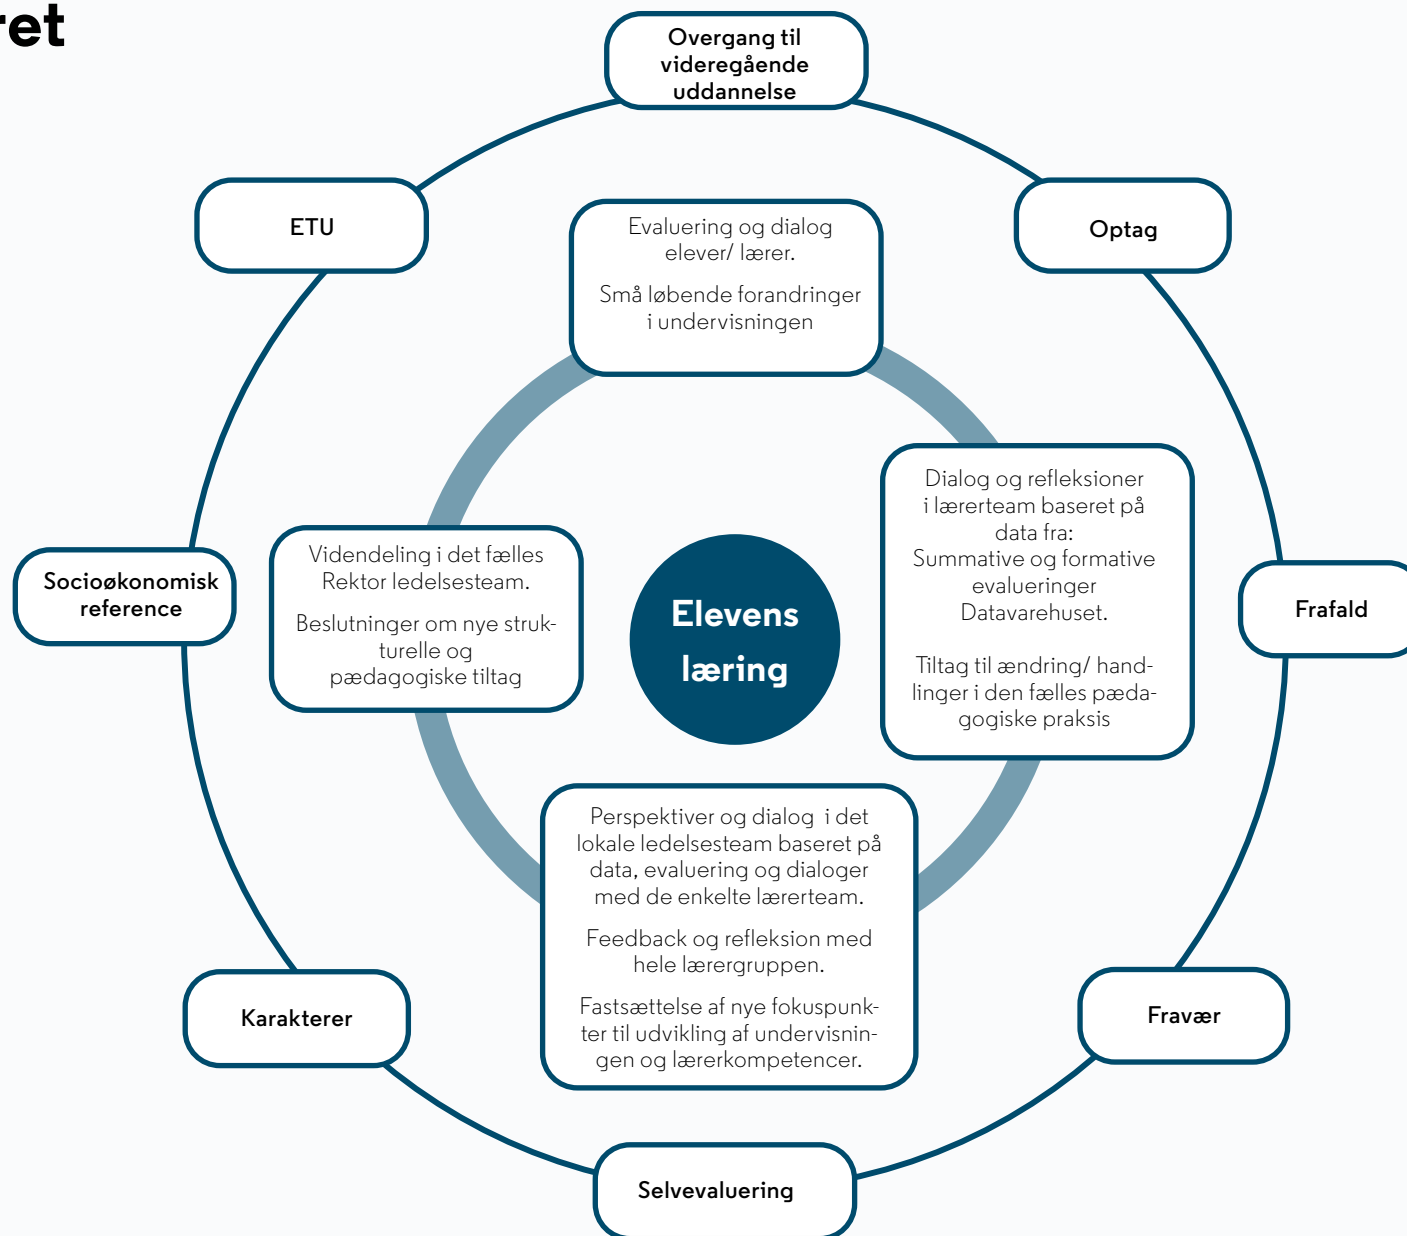 ret
Overgang til
videregående
uddannelse
ETU
Optag
Evaluering og dialog
elever/ lærer.
Små løbende forandringer
i undervisningen
Dialog og refleksioner
i lærerteam baseret på
data fra:
Summative og formative
evalueringer
Datavarehuset.
Tiltag til ændring/ hand-
linger i den fælles pæda-
gogiske praksis
Videndeling i det fælles
Rektor ledelsesteam.
Beslutninger om nye struk-
turelle og
pædagogiske tiltag
Elevens
læring
Socioøkonomisk
reference
Frafald
Perspektiver og dialog i det
lokale ledelsesteam baseret på
data, evaluering og dialoger
med de enkelte lærerteam.
Feedback og refleksion med
hele lærergruppen.
Fastsættelse af nye fokuspunk-
ter til udvikling af undervisnin-
gen og lærerkompetencer.
Karakterer
Fravær
Selvevaluering